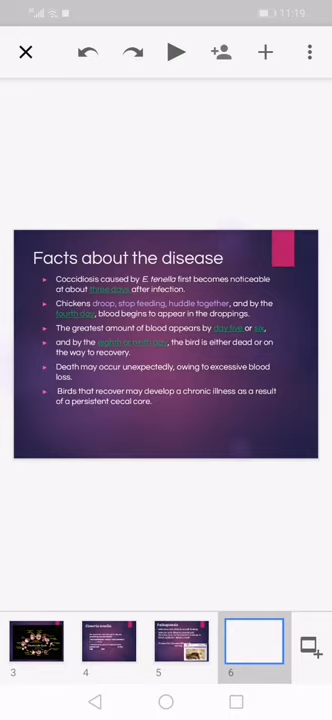 11:19
Facts about the disease
Coccidiosis caused by E. tenella first becomes noticeable
at about three days after infection.
Chickens droop, stop feeding, huddle together, and by the
fourth day, blood begins to appear in the droppings.
The greatest amount of blood appears by day five or six,
and by the eighth or ninth day, the bird is either dead or on
the way to recovery.
Death may occur unexpectedly, owing to excessive blood
loss.
Birds that recover may develop a chronic illness as a result
of a persistent cecal core.
Eimeria tenella
Pathogenesis
3
4
5
6